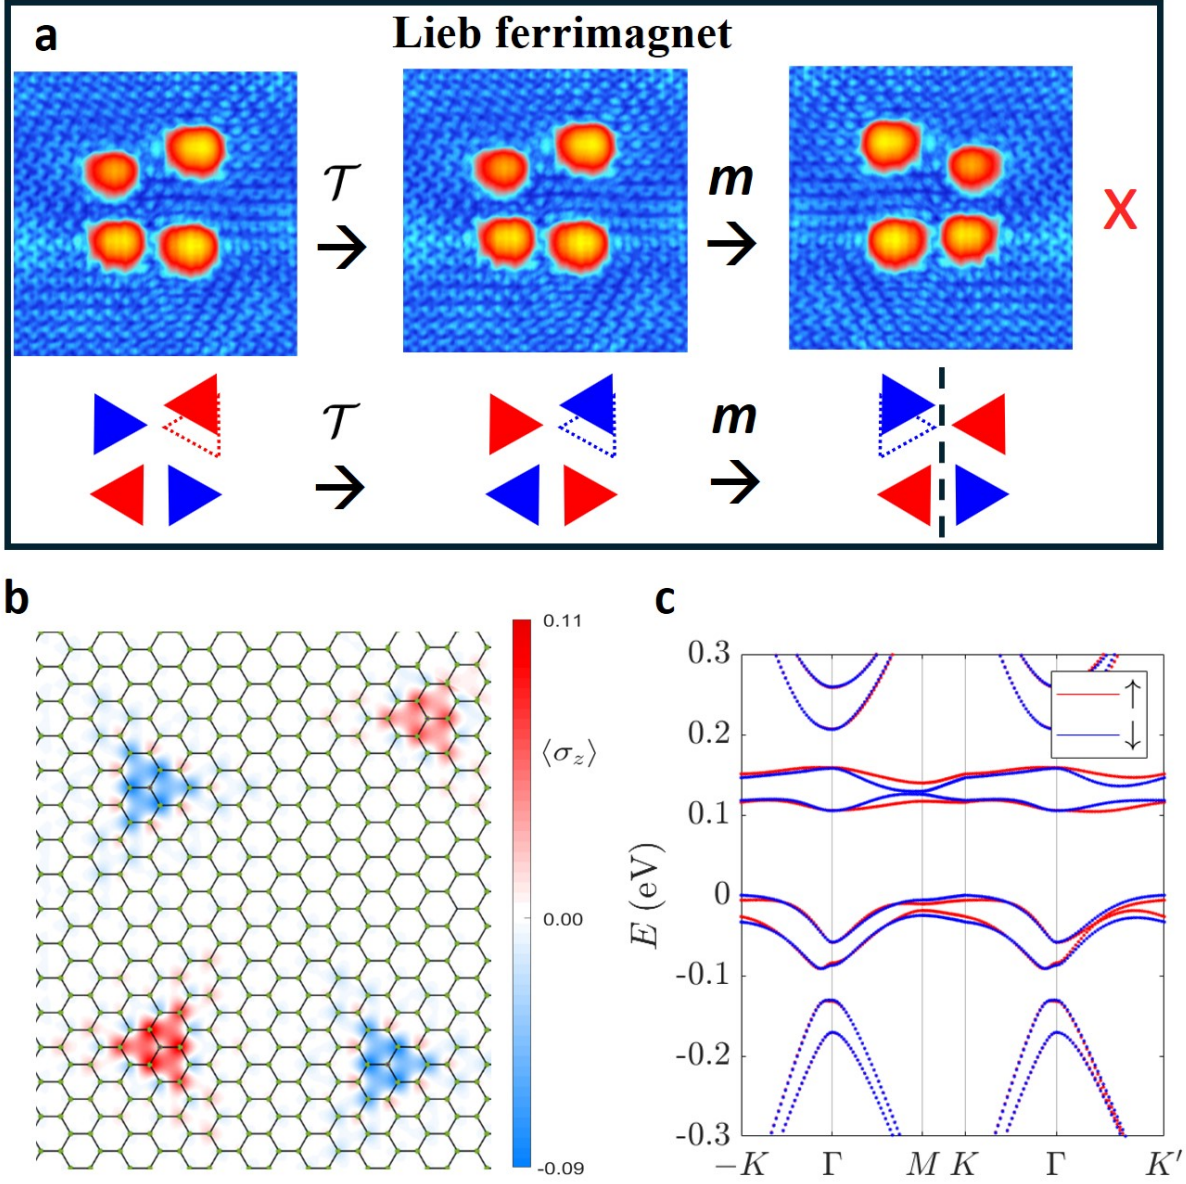 a
Lieb ferrimagnet
𝒯 → m → X
𝒯 → m →
b
0.11
⟨σz⟩
0.00
-0.09
c
E (eV)
0.3
0.2
0.1
0
-0.1
-0.2
-0.3
↑
↓
−K Γ M K Γ K′